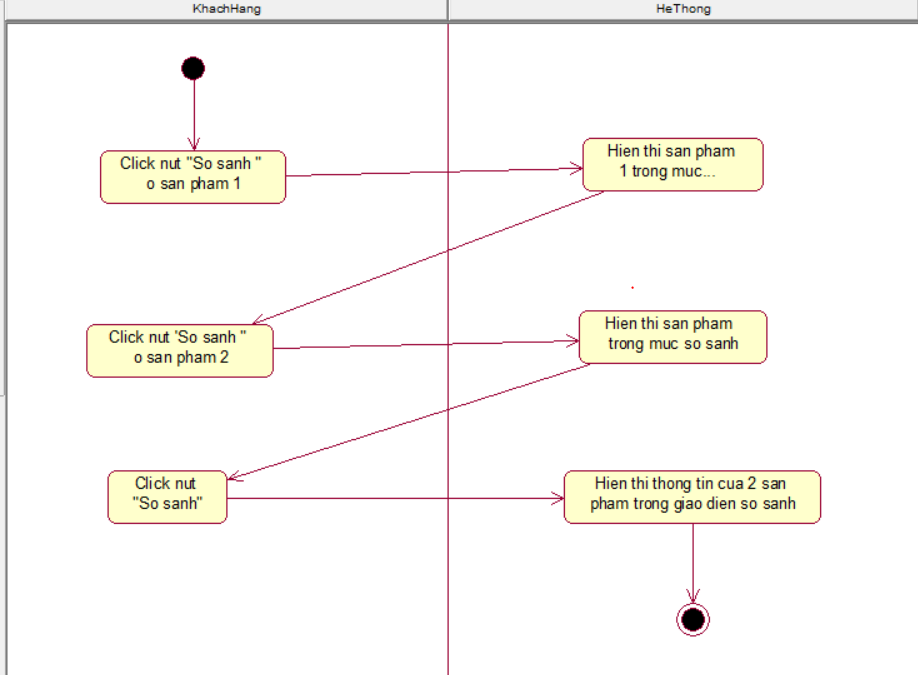 KhachHang
HeThong
Click nut "So sanh "
o san pham 1
Hien thi san pham
1 trong muc...
Click nut 'So sanh "
o san pham 2
Hien thi san pham
trong muc so sanh
Click nut
"So sanh"
Hien thi thong tin cua 2 san
pham trong giao dien so sanh